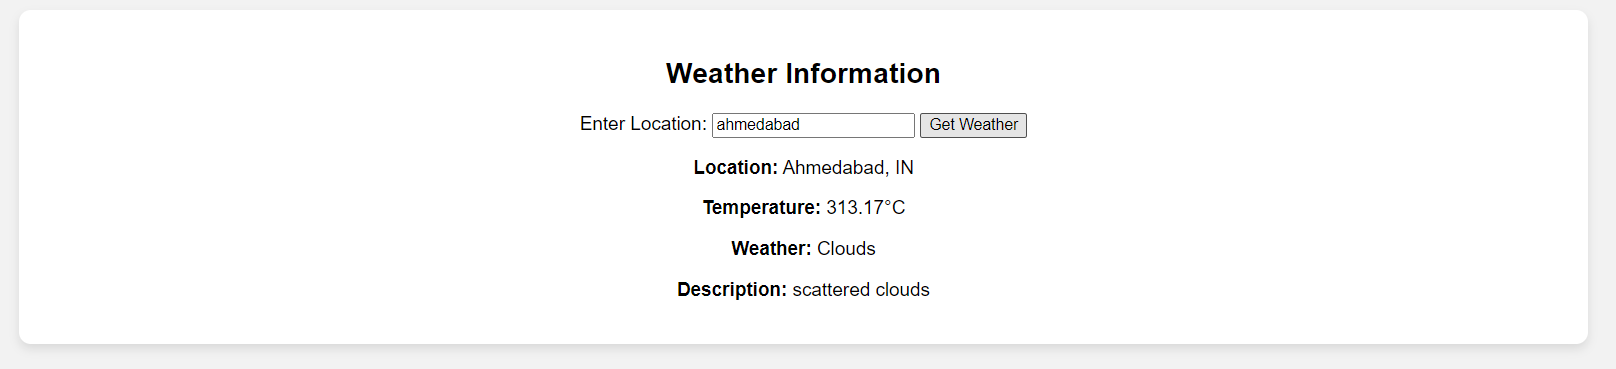 Weather Information
Enter Location: ahmedabad Get Weather
Location: Ahmedabad, IN
Temperature: 313.17°C
Weather: Clouds
Description: scattered clouds